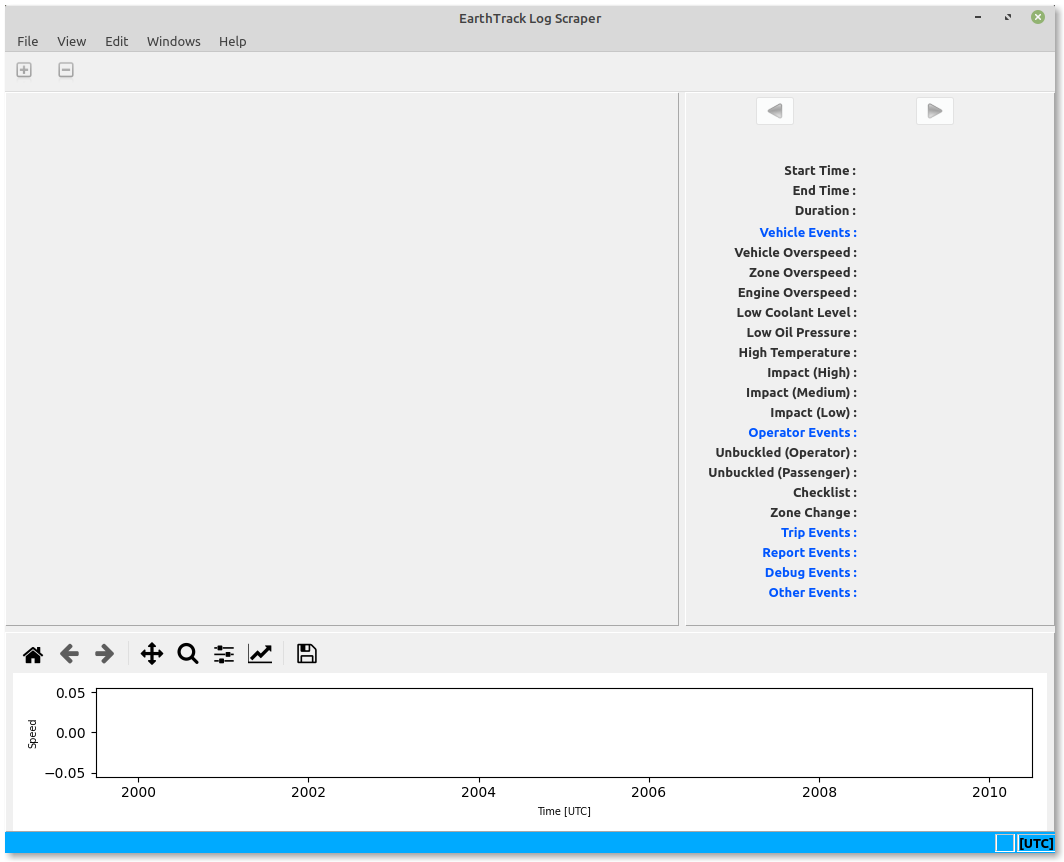 EarthTrack Log Scraper
File View Edit Windows Help
Start Time :
End Time :
Duration :
Vehicle Events :
Vehicle Overspeed :
Zone Overspeed :
Engine Overspeed :
Low Coolant Level :
Low Oil Pressure :
High Temperature :
Impact (High) :
Impact (Medium) :
Impact (Low) :
Operator Events :
Unbuckled (Operator) :
Unbuckled (Passenger) :
Checklist :
Zone Change :
Trip Events :
Report Events :
Debug Events :
Other Events :
0.05
0.00
−0.05
Speed
2000 2002 2004 2006 2008 2010
Time [UTC]
[UTC]